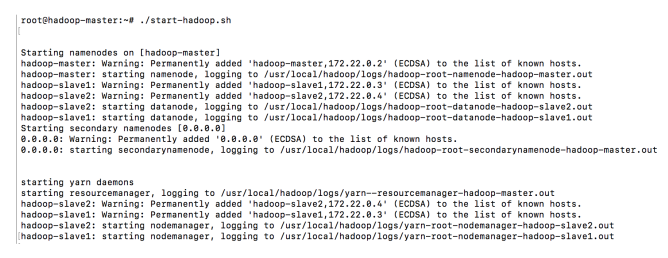 root@hadoop-master:~# ./start-hadoop.sh
Starting namenodes on [hadoop-master]
hadoop-master: Warning: Permanently added 'hadoop-master,172.22.0.2' (ECDSA) to the list of known hosts.
hadoop-master: starting namenode, logging to /usr/local/hadoop/logs/hadoop-root-namenode-hadoop-master.out
hadoop-slave1: Warning: Permanently added 'hadoop-slave1,172.22.0.3' (ECDSA) to the list of known hosts.
hadoop-slave2: Warning: Permanently added 'hadoop-slave2,172.22.0.4' (ECDSA) to the list of known hosts.
hadoop-slave2: starting datanode, logging to /usr/local/hadoop/logs/hadoop-root-datanode-hadoop-slave2.out
hadoop-slave1: starting datanode, logging to /usr/local/hadoop/logs/hadoop-root-datanode-hadoop-slave1.out
Starting secondary namenodes [0.0.0.0]
0.0.0.0: Warning: Permanently added '0.0.0.0' (ECDSA) to the list of known hosts.
0.0.0.0: starting secondarynamenode, logging to /usr/local/hadoop/logs/hadoop-root-secondarynamenode-hadoop-master.out
starting yarn daemons
starting resourcemanager, logging to /usr/local/hadoop/logs/yarn--resourcemanager-hadoop-master.out
hadoop-slave2: Warning: Permanently added 'hadoop-slave2,172.22.0.4' (ECDSA) to the list of known hosts.
hadoop-slave1: Warning: Permanently added 'hadoop-slave1,172.22.0.3' (ECDSA) to the list of known hosts.
hadoop-slave2: starting nodemanager, logging to /usr/local/hadoop/logs/yarn-root-nodemanager-hadoop-slave2.out
hadoop-slave1: starting nodemanager, logging to /usr/local/hadoop/logs/yarn-root-nodemanager-hadoop-slave1.out